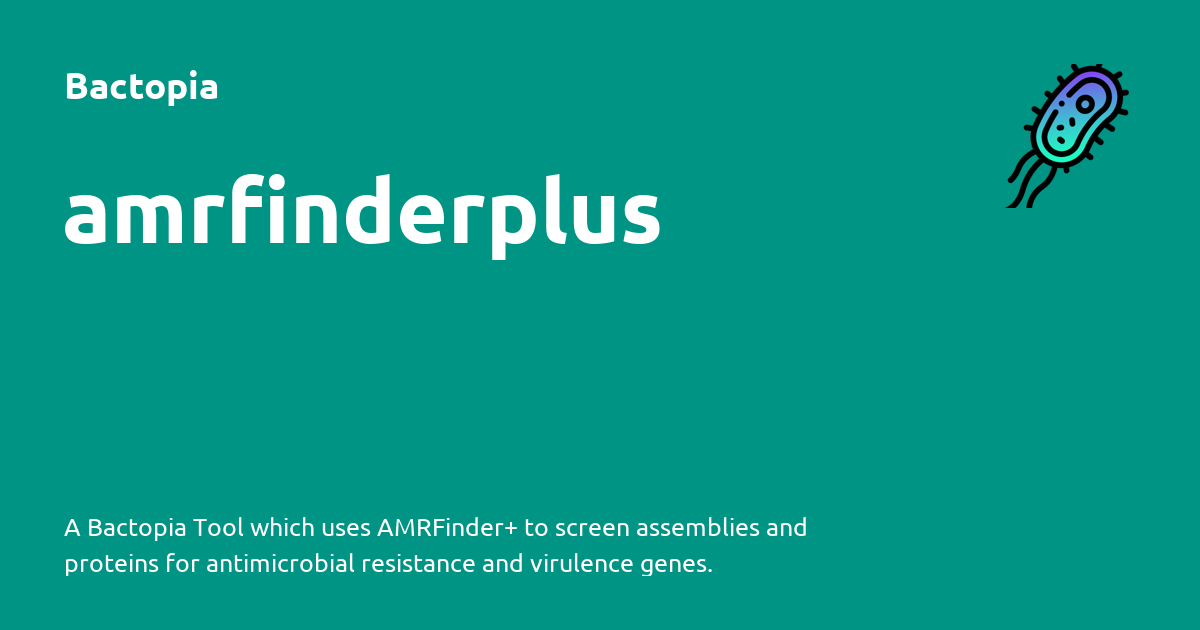 Bactopia
amrfinderplus
A Bactopia Tool which uses AMRFinder+ to screen assemblies and
proteins for antimicrobial resistance and virulence genes.